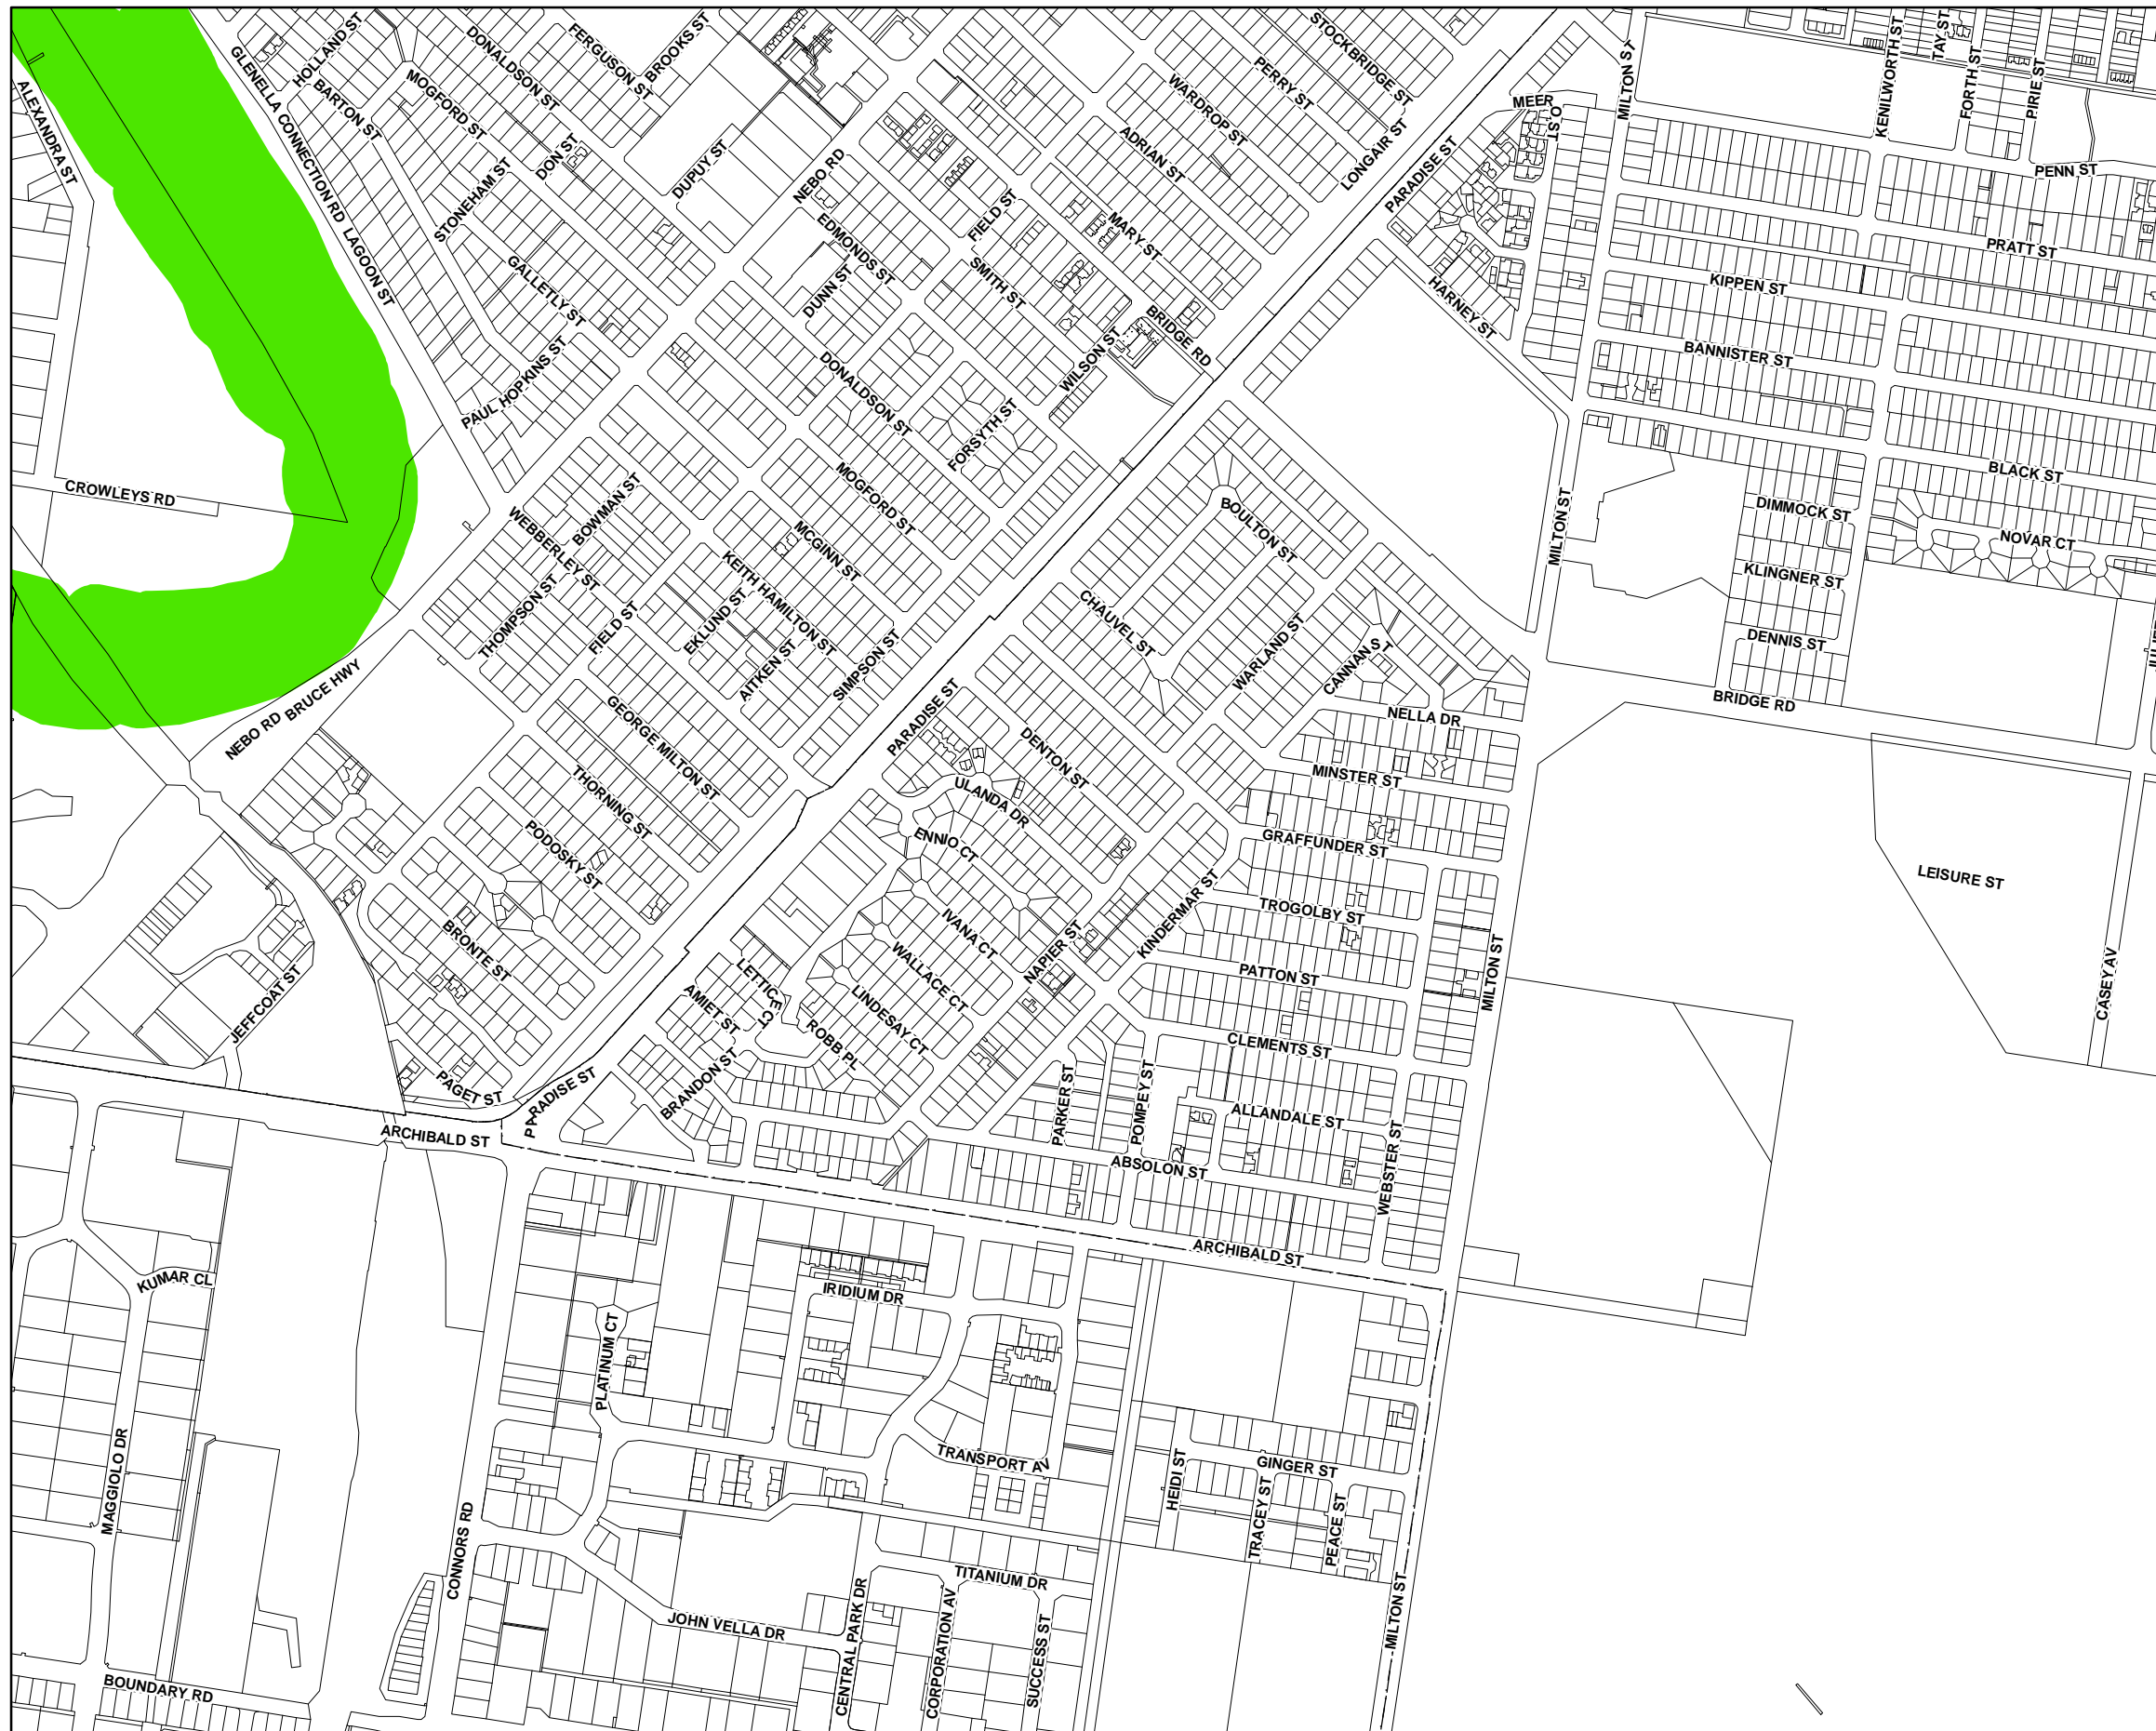 HOLLAND ST
DONALDSON ST
FERGUSON ST
BROOKS ST
STOCKBRIDGE ST
KENILWORTH ST
TAY ST
GLENELLA CONNECTION RD
BARTON ST
MOGFORD ST
PERRY ST
WARDROP ST
MILTON ST
FORTH ST
PIRIE ST
ALEXANDRA ST
MEER
O ST
DON ST
DUPUY ST
NEBO RD
ADRIAN ST
LONGAIR ST
PARADISE ST
PENN ST
STONEHAM ST
LAGOON ST
EDMONDS ST
FIELD ST
MARY ST
PRATT ST
GALLETLY ST
DUNN ST
SMITH ST
HARNEY ST
KIPPEN ST
BRIDGE RD
WILSON ST
BANNISTER ST
PAUL HOPKINS ST
DONALDSON ST
FORSYTH ST
BLACK ST
CROWLEYS RD
BOWMAN ST
MOGFORD ST
BOULTON ST
MILTON ST
DIMMOCK ST
NOVAR CT
WEBBERLEY ST
MCGINN ST
KLINGNER ST
THOMPSON ST
FIELD ST
EKLUND ST
KEITH HAMILTON ST
CHAUVEL ST
WARLAND ST
CANNAN ST
DENNIS ST
AITKEN ST
SIMPSON ST
BRIDGE RD
NEBO RD
BRUCE HWY
GEORGE MILTON ST
PARADISE ST
DENTON ST
NELLA DR
THORNING ST
ULANDA DR
MINSTER ST
PODOSKY ST
ENNIO CT
GRAFFUNDER ST
LEISURE ST
BRONTE ST
IVANA CT
NAPIER ST
KINDERMAR ST
TROGOLBY ST
JEFFCOAT ST
LETTICE CT
WALLACE CT
PATTON ST
MILTON ST
CASEY AV
AMIET ST
LINDESAY CT
ROBB PL
CLEMENTS ST
PAGET ST
PARADISE ST
BRANDON ST
PARKER ST
POMPEY ST
ALLANDALE ST
ARCHIBALD ST
ABSOLON ST
WEBSTER ST
ARCHIBALD ST
KUMAR CL
IRIDIUM DR
PLATINUM CT
MAGGIOLO DR
TRANSPORT AV
HEIDI ST
GINGER ST
TRACEY ST
PEACE ST
CONNORS RD
TITANIUM DR
JOHN VELLA DR
CENTRAL PARK DR
CORPORATION AV
SUCCESS ST
MILTON ST
BOUNDARY RD